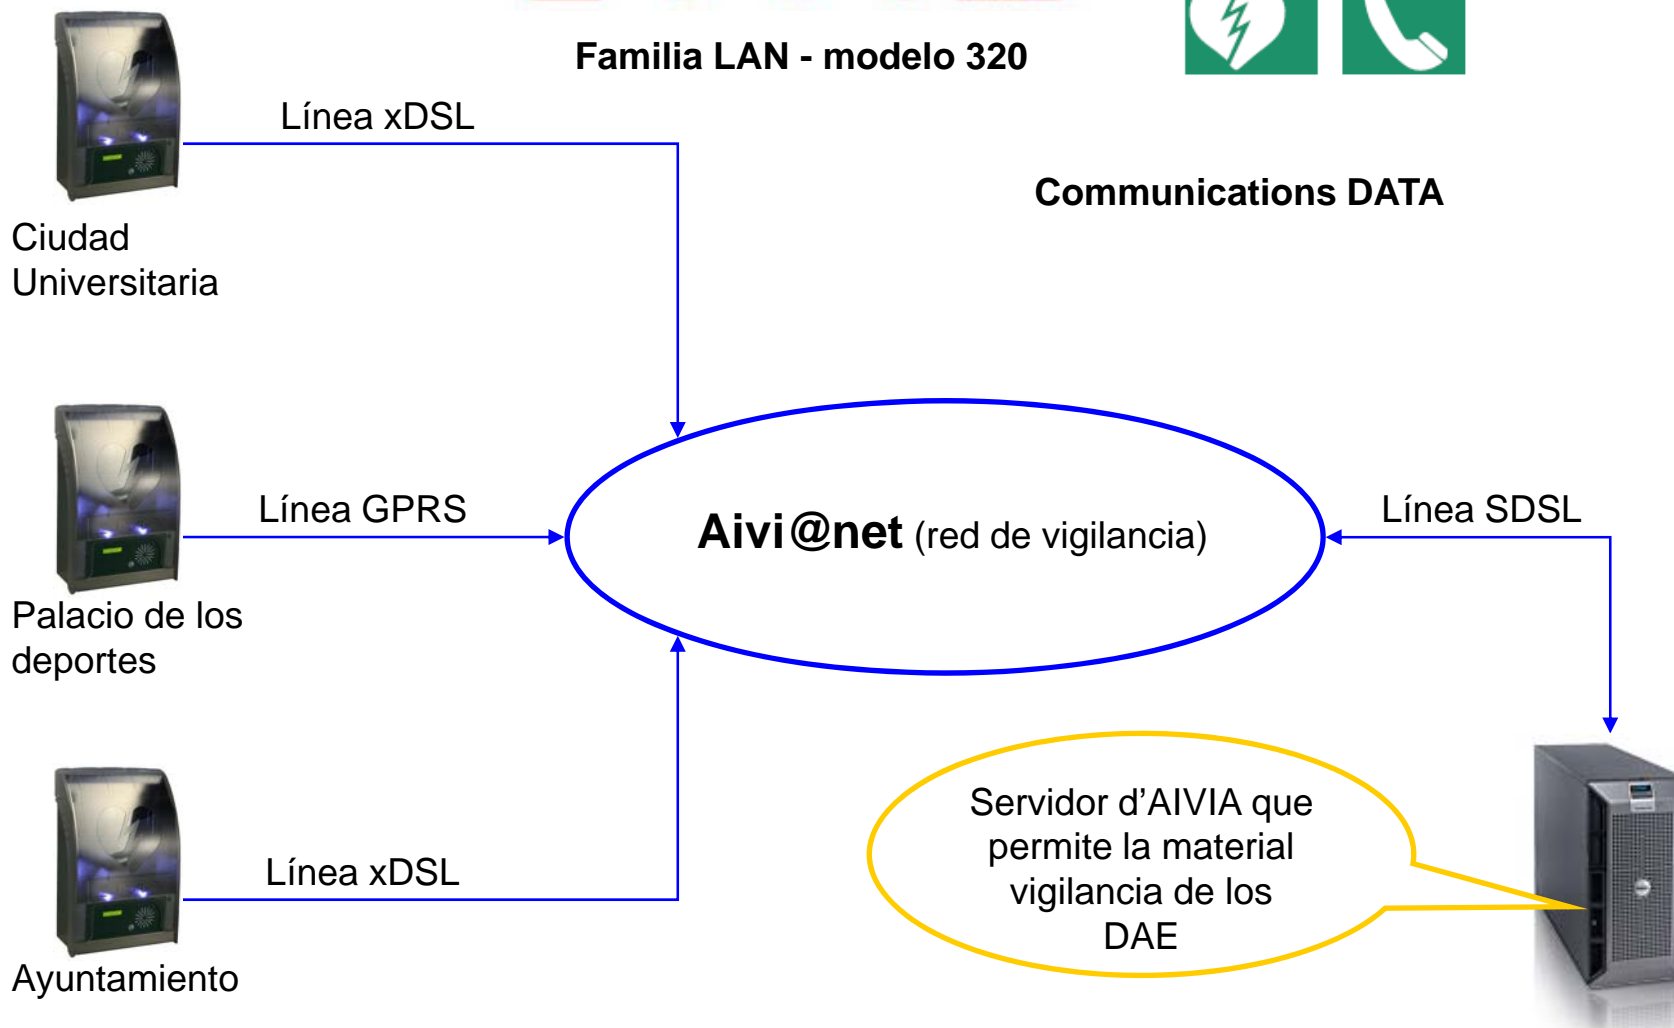 Familia LAN - modelo 320
Línea xDSL
Communications DATA
Ciudad
Universitaria
Línea GPRS
Aivi@net (red de vigilancia)
Línea SDSL
Palacio de los
deportes
Servidor d’AIVIA que
permite la material
vigilancia de los
DAE
Línea xDSL
Ayuntamiento